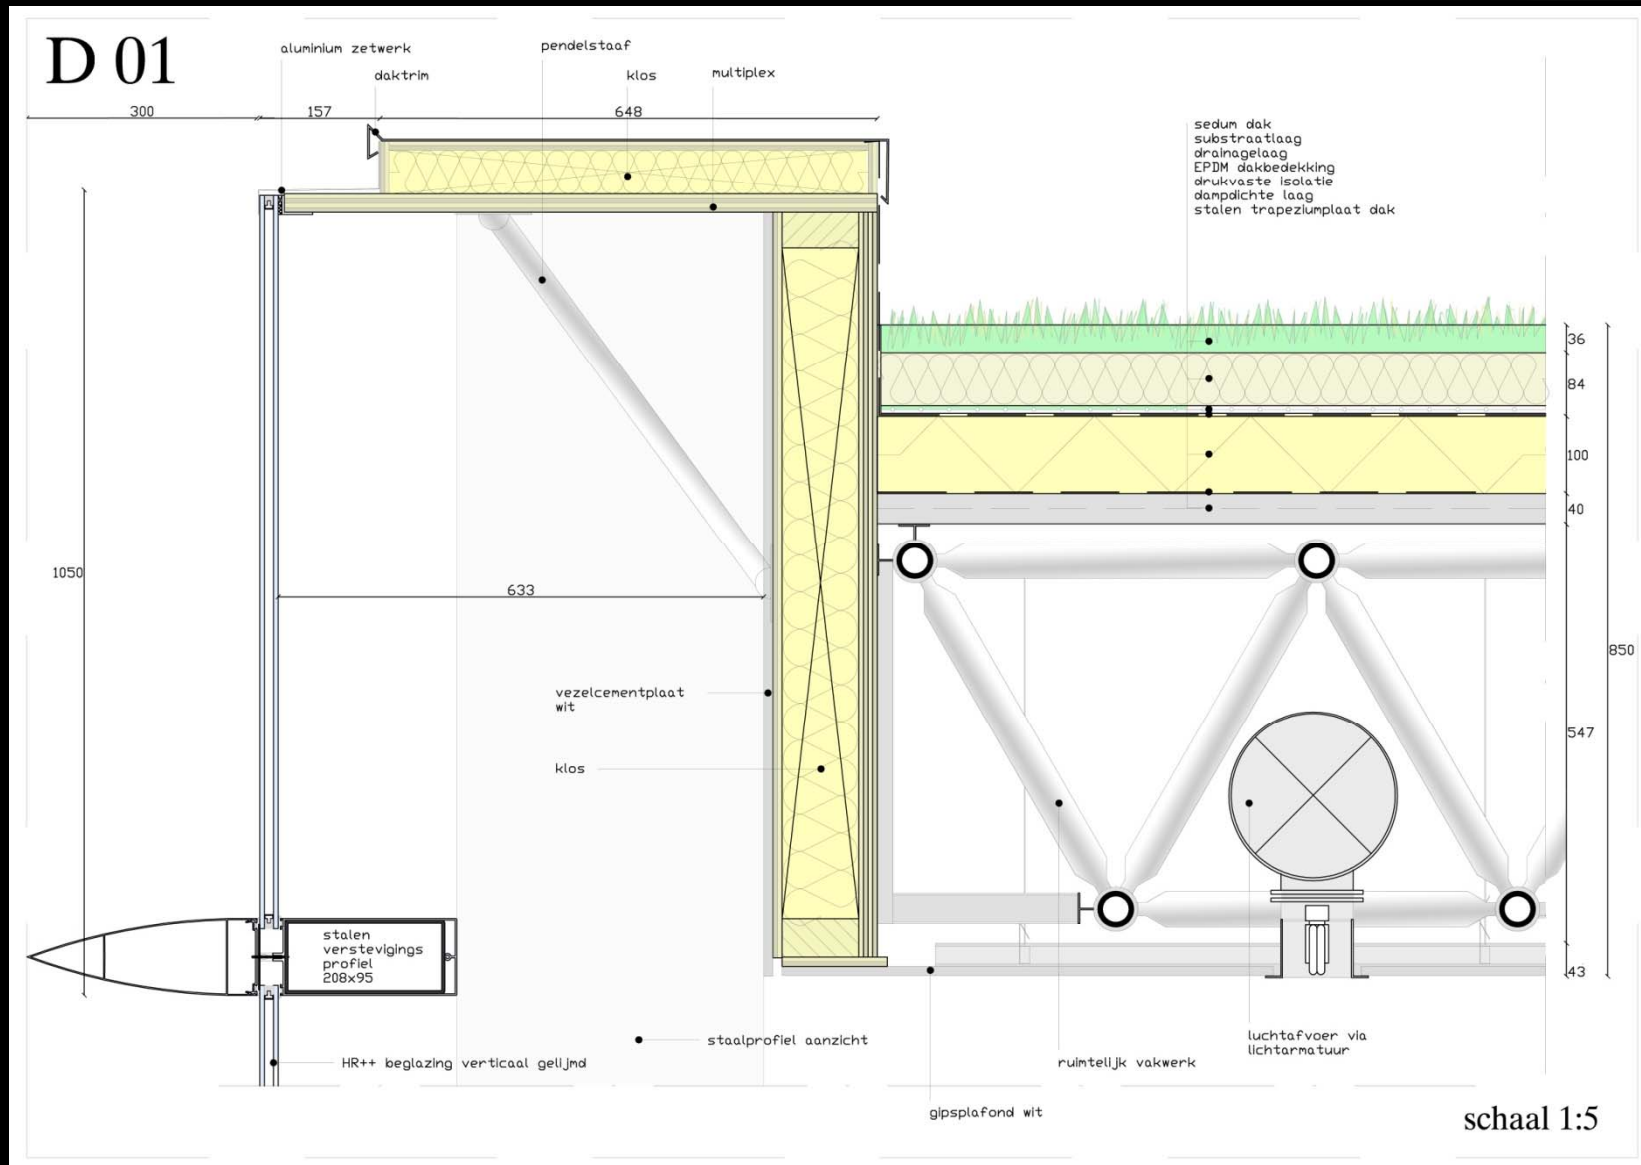 D 01
aluminium zetwerk
pendelstaaf
daktrim
klos
multiplex
300
157
648
sedum dak
substraatlaag
drainagelaag
EPDM dakbedekking
drukvaste isolatie
dampdichte laag
stalen trapeziumplaat dak
36
84
100
40
1050
633
850
vezelcementplaat
wit
547
klos
stalen
verstevigings
profiel
208x95
43
staalprofiel aanzicht
luchtafvoer via
lichtarmatuur
HR++ beglazing verticaal gelijmd
ruimtelijk vakwerk
gipsplafond wit
schaal 1:5